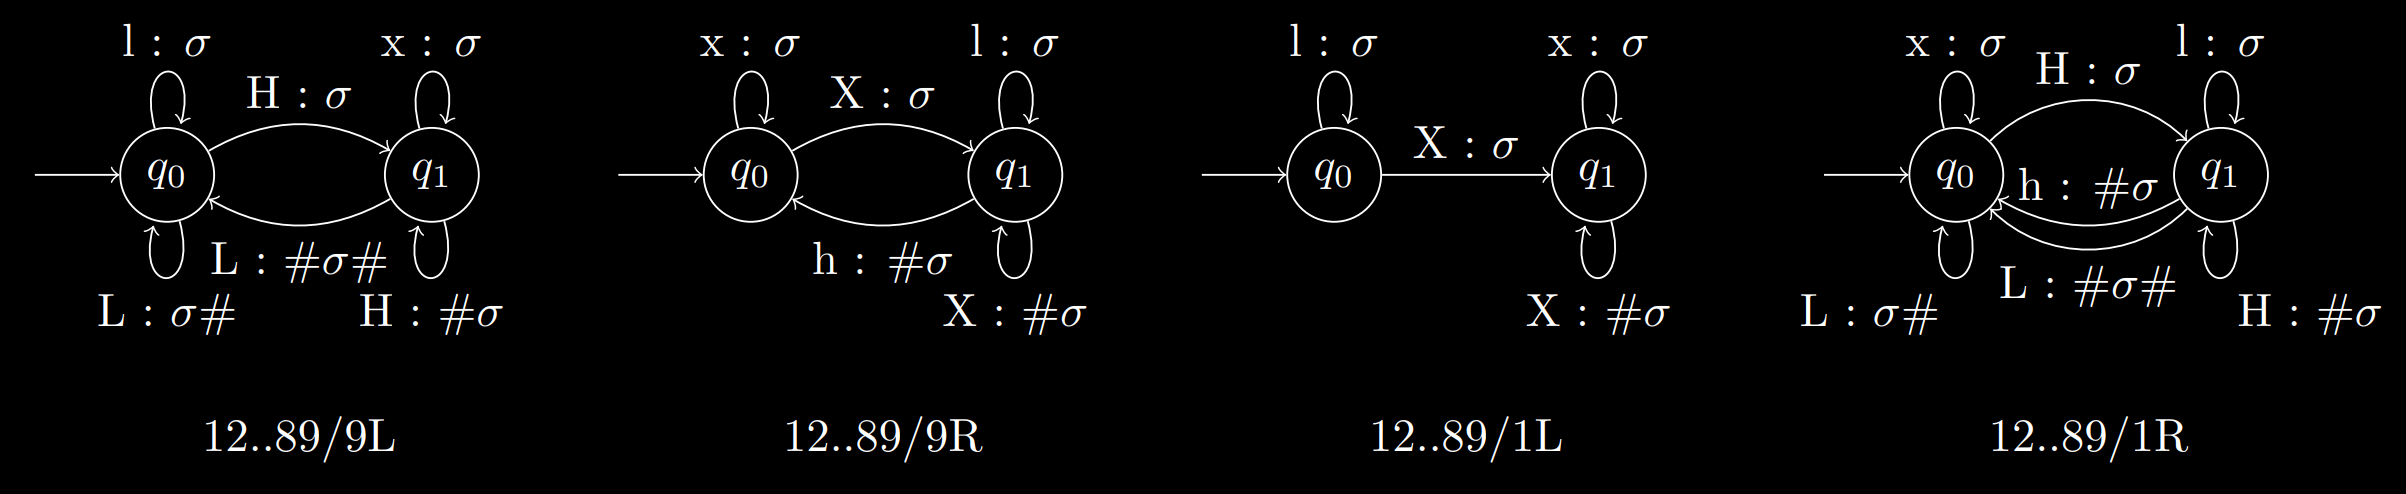 l : σ
H : σ
x : σ
q0
q1
L : #σ#
L : σ#
H : #σ
12..89/9L
x : σ
X : σ
l : σ
q0
q1
h : #σ
X : #σ
12..89/9R
l : σ
X : σ
x : σ
q0
q1
X : #σ
12..89/1L
x : σ
H : σ
l : σ
q0
h : #σ
q1
L : #σ#
L : σ#
H : #σ
12..89/1R